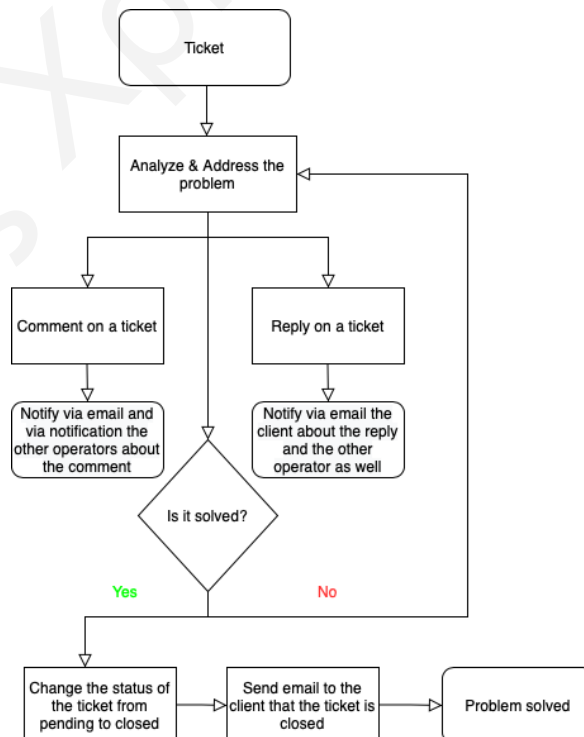 Ticket
Analyze & Address the
problem
Comment on a ticket
Reply on a ticket
Notify via email and
via notification the
other operators about
the comment
Notify via email the
client about the reply
and the other
operator as well
Is it solved?
Yes
No
Change the status of
the ticket from
pending to closed
Send email to the
client that the ticket is
closed
Problem solved